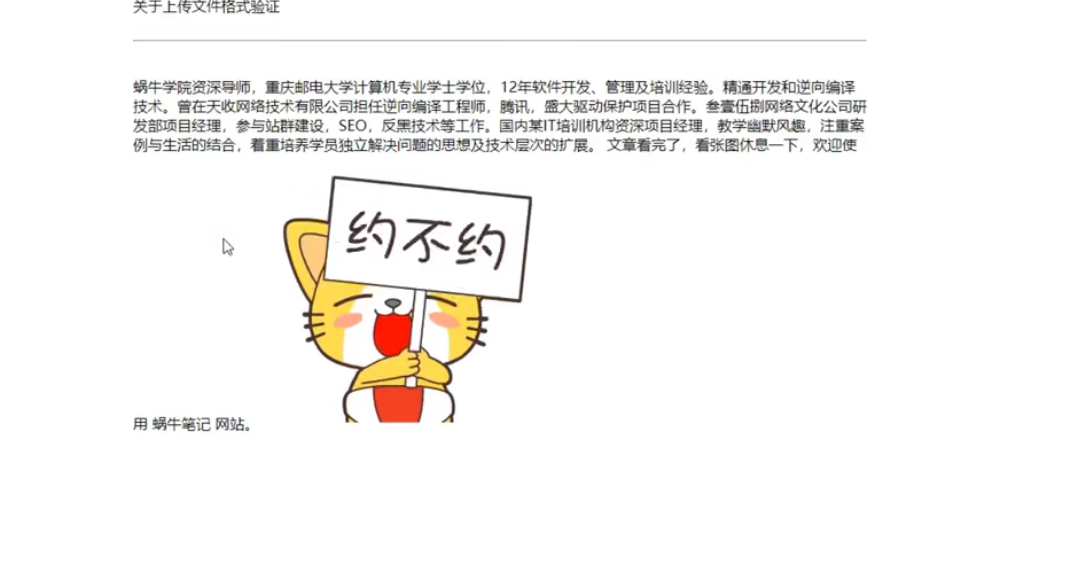 关于上传文件格式验证
蜗牛学院资深导师，重庆邮电大学计算机专业学士学位，12年软件开发、管理及培训经验。精通开发和逆向编译
技术。曾在天收网络技术有限公司担任逆向编译工程师，腾讯，盛大驱动保护项目合作。叁壹伍捌网络文化公司研
发部项目经理，参与站群建设，SEO，反黑技术等工作。国内某IT培训机构资深项目经理，教学幽默风趣，注重案
例与生活的结合，着重培养学员独立解决问题的思想及技术层次的扩展。 文章看完了，看张图休息一下，欢迎使
约不约
用 蜗牛笔记 网站。